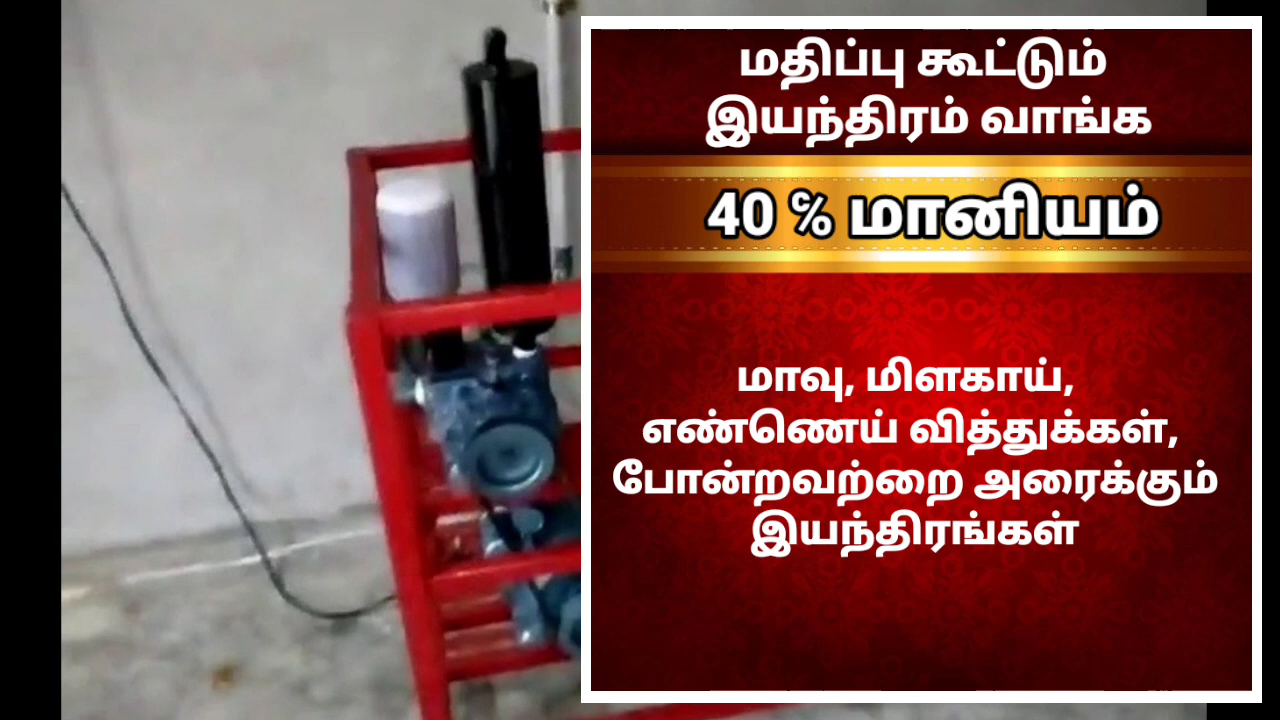 மதிப்பு கூட்டும்
இயந்திரம் வாங்க
40 % மானியம்
மாவு, மிளகாய்,
எண்ணெய் வித்துக்கள்,
போன்றவற்றை அரைக்கும்
இயந்திரங்கள்